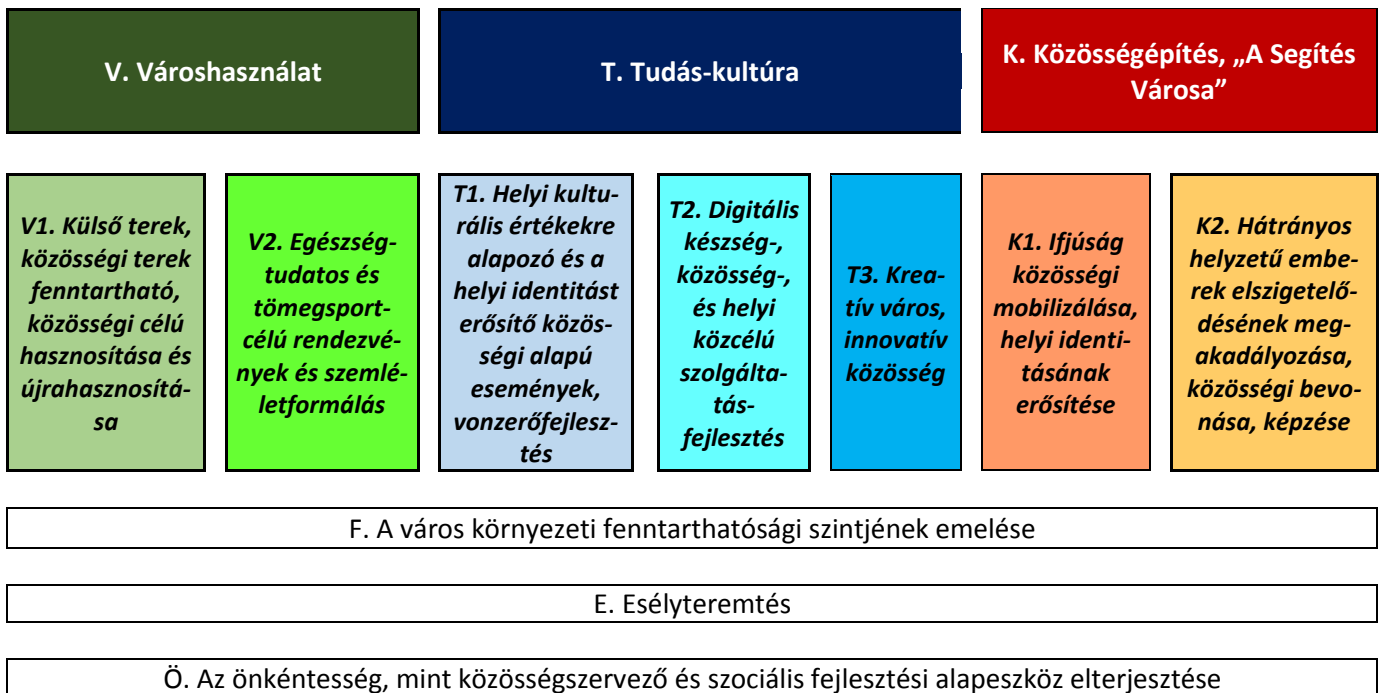 V. Városhasználat
T. Tudás-kultúra
K. Közösségépítés, „A Segítés
Városa”
V1. Külső terek,
közösségi terek
fenntartható,
közösségi célú
hasznosítása és
újrahasznosítá-
sa
V2. Egészség-
tudatos és
tömegsport-
célú rendezvé-
nyek és szemlé-
letformálás
T1. Helyi kultu-
rális értékekre
alapozó és a
helyi identitást
erősítő közös-
ségi alapú
események,
vonzerőfejlesz-
tés
T2. Digitális
készség-,
közösség-,
és helyi
közcélú
szolgálta-
tás-
fejlesztés
T3. Krea-
tív város,
innovatív
közösség
K1. Ifjúság
közösségi
mobilizálása,
helyi identi-
tásának
erősítése
K2. Hátrányos
helyzetű embe-
rek elszigetelő-
désének meg-
akadályozása,
közösségi bevo-
nása, képzése
F. A város környezeti fenntarthatósági szintjének emelése
E. Esélyteremtés
Ö. Az önkéntesség, mint közösségszervező és szociális fejlesztési alapeszköz elterjesztése